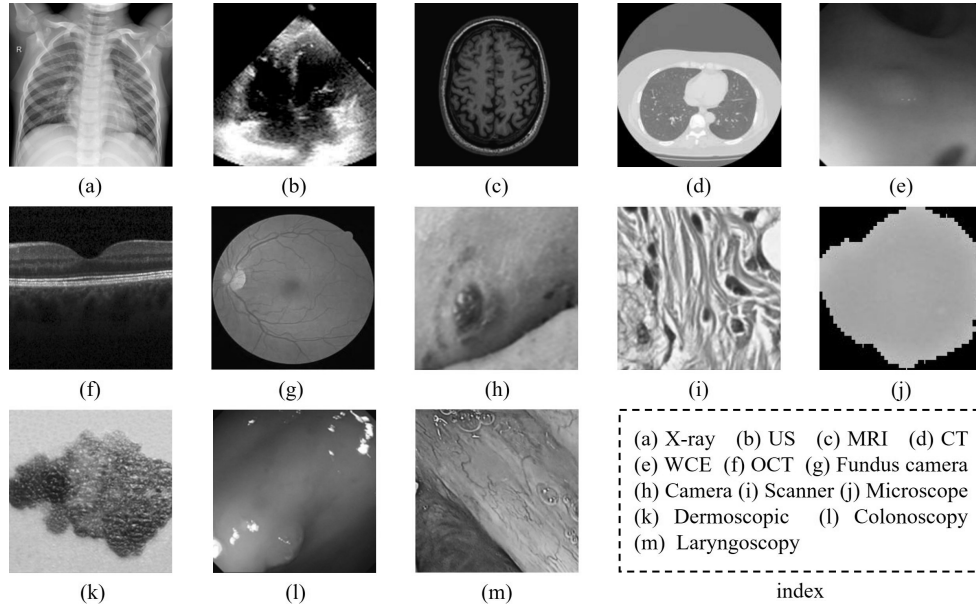 R
(a)
(b)
(c)
(d)
(e)
(f)
(g)
(h)
(i)
(j)
(k)
(l)
(m)
(a) X-ray (b) US (c) MRI (d) CT
(e) WCE (f) OCT (g) Fundus camera
(h) Camera (i) Scanner (j) Microscope
(k) Dermoscopic (l) Colonoscopy
(m) Laryngoscopy
index